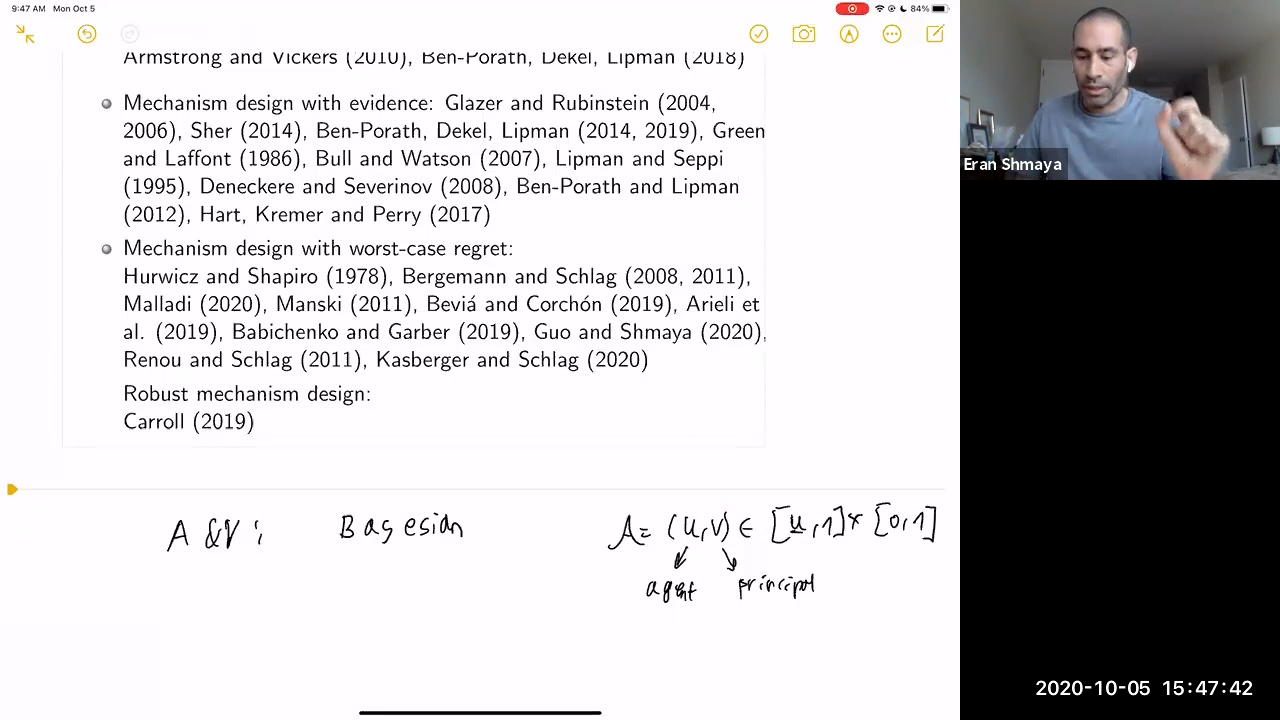 9:47 AM Mon Oct 5
84%
Armstrong and Vickers (2010), Ben-Porath, Dekel, Lipman (2018)
Mechanism design with evidence: Glazer and Rubinstein (2004,
2006), Sher (2014), Ben-Porath, Dekel, Lipman (2014, 2019), Green
and Laffont (1986), Bull and Watson (2007), Lipman and Seppi
(1995), Deneckere and Severinov (2008), Ben-Porath and Lipman
(2012), Hart, Kremer and Perry (2017)
Mechanism design with worst-case regret:
Hurwicz and Shapiro (1978), Bergemann and Schlag (2008, 2011),
Malladi (2020), Manski (2011), Beviá and Corchón (2019), Arieli et
al. (2019), Babichenko and Garber (2019), Guo and Shmaya (2020),
Renou and Schlag (2011), Kasberger and Schlag (2020)
Robust mechanism design:
Carroll (2019)
A &V: Bayesian A = (u,v) ∈ [u̲,1]×[0,1]
agent principal
Eran Shmaya
2020-10-05 15:47:42